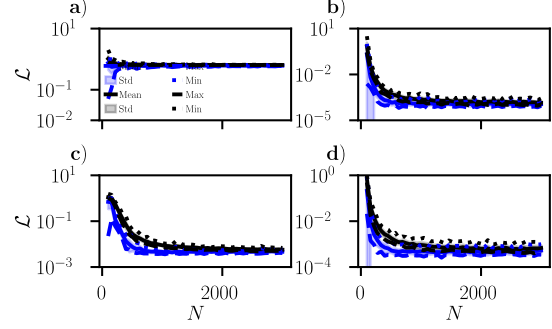 a)
b)
10^1
10^{-1}
10^{-2}
ℒ
Std
Min
Mean
Max
Std
Min
10^1
10^{-2}
10^{-5}
c)
d)
10^1
10^{-1}
10^{-3}
ℒ
0
2000
N
10^0
10^{-2}
10^{-4}
0
2000
N